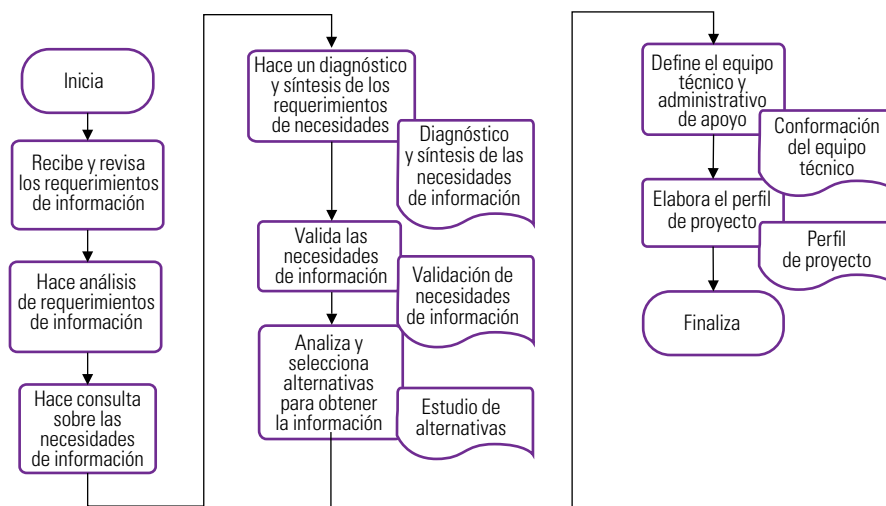 Inicia
Recibe y revisa
los requerimientos
de información
Hace análisis
de requerimientos
de información
Hace consulta
sobre las
necesidades
de información
Hace un diagnóstico
y síntesis de los
requerimientos
de necesidades
Diagnóstico
y síntesis de las
necesidades
de información
Valida las
necesidades
de información
Validación de
necesidades
de información
Analiza y
selecciona
alternativas
para obtener
la información
Estudio de
alternativas
Define el equipo
técnico y
administrativo
de apoyo
Conformación
del equipo
técnico
Elabora el perfil
de proyecto
Perfil
de proyecto
Finaliza